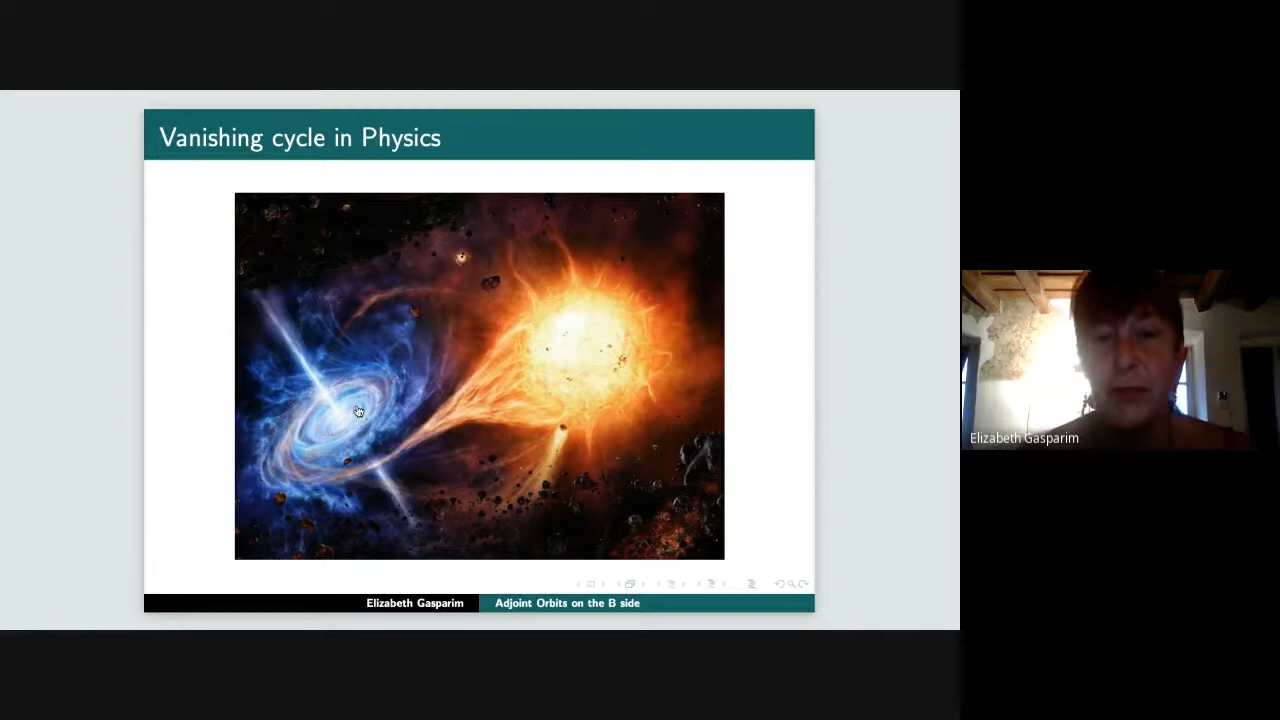 Vanishing cycle in Physics
Elizabeth Gasparim
Adjoint Orbits on the B side
Elizabeth Gasparim